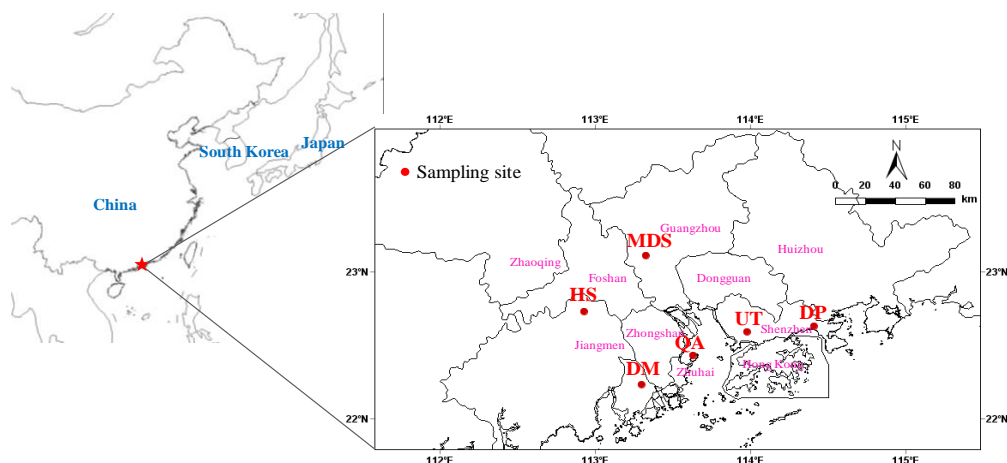 South Korea
Japan
China
112°E
113°E
114°E
115°E
Sampling site
N
0 10 20 40 60 80
km
MDS
Guangzhou
Huizhou
Zhaoqing
23°N
23°N
Foshan
Dongguan
HS
Zhongshan
UT
DP
Shenzhen
Jiangmen
QA
Hong Kong
Zhuhai
DM
22°N
22°N
112°E
113°E
114°E
115°E